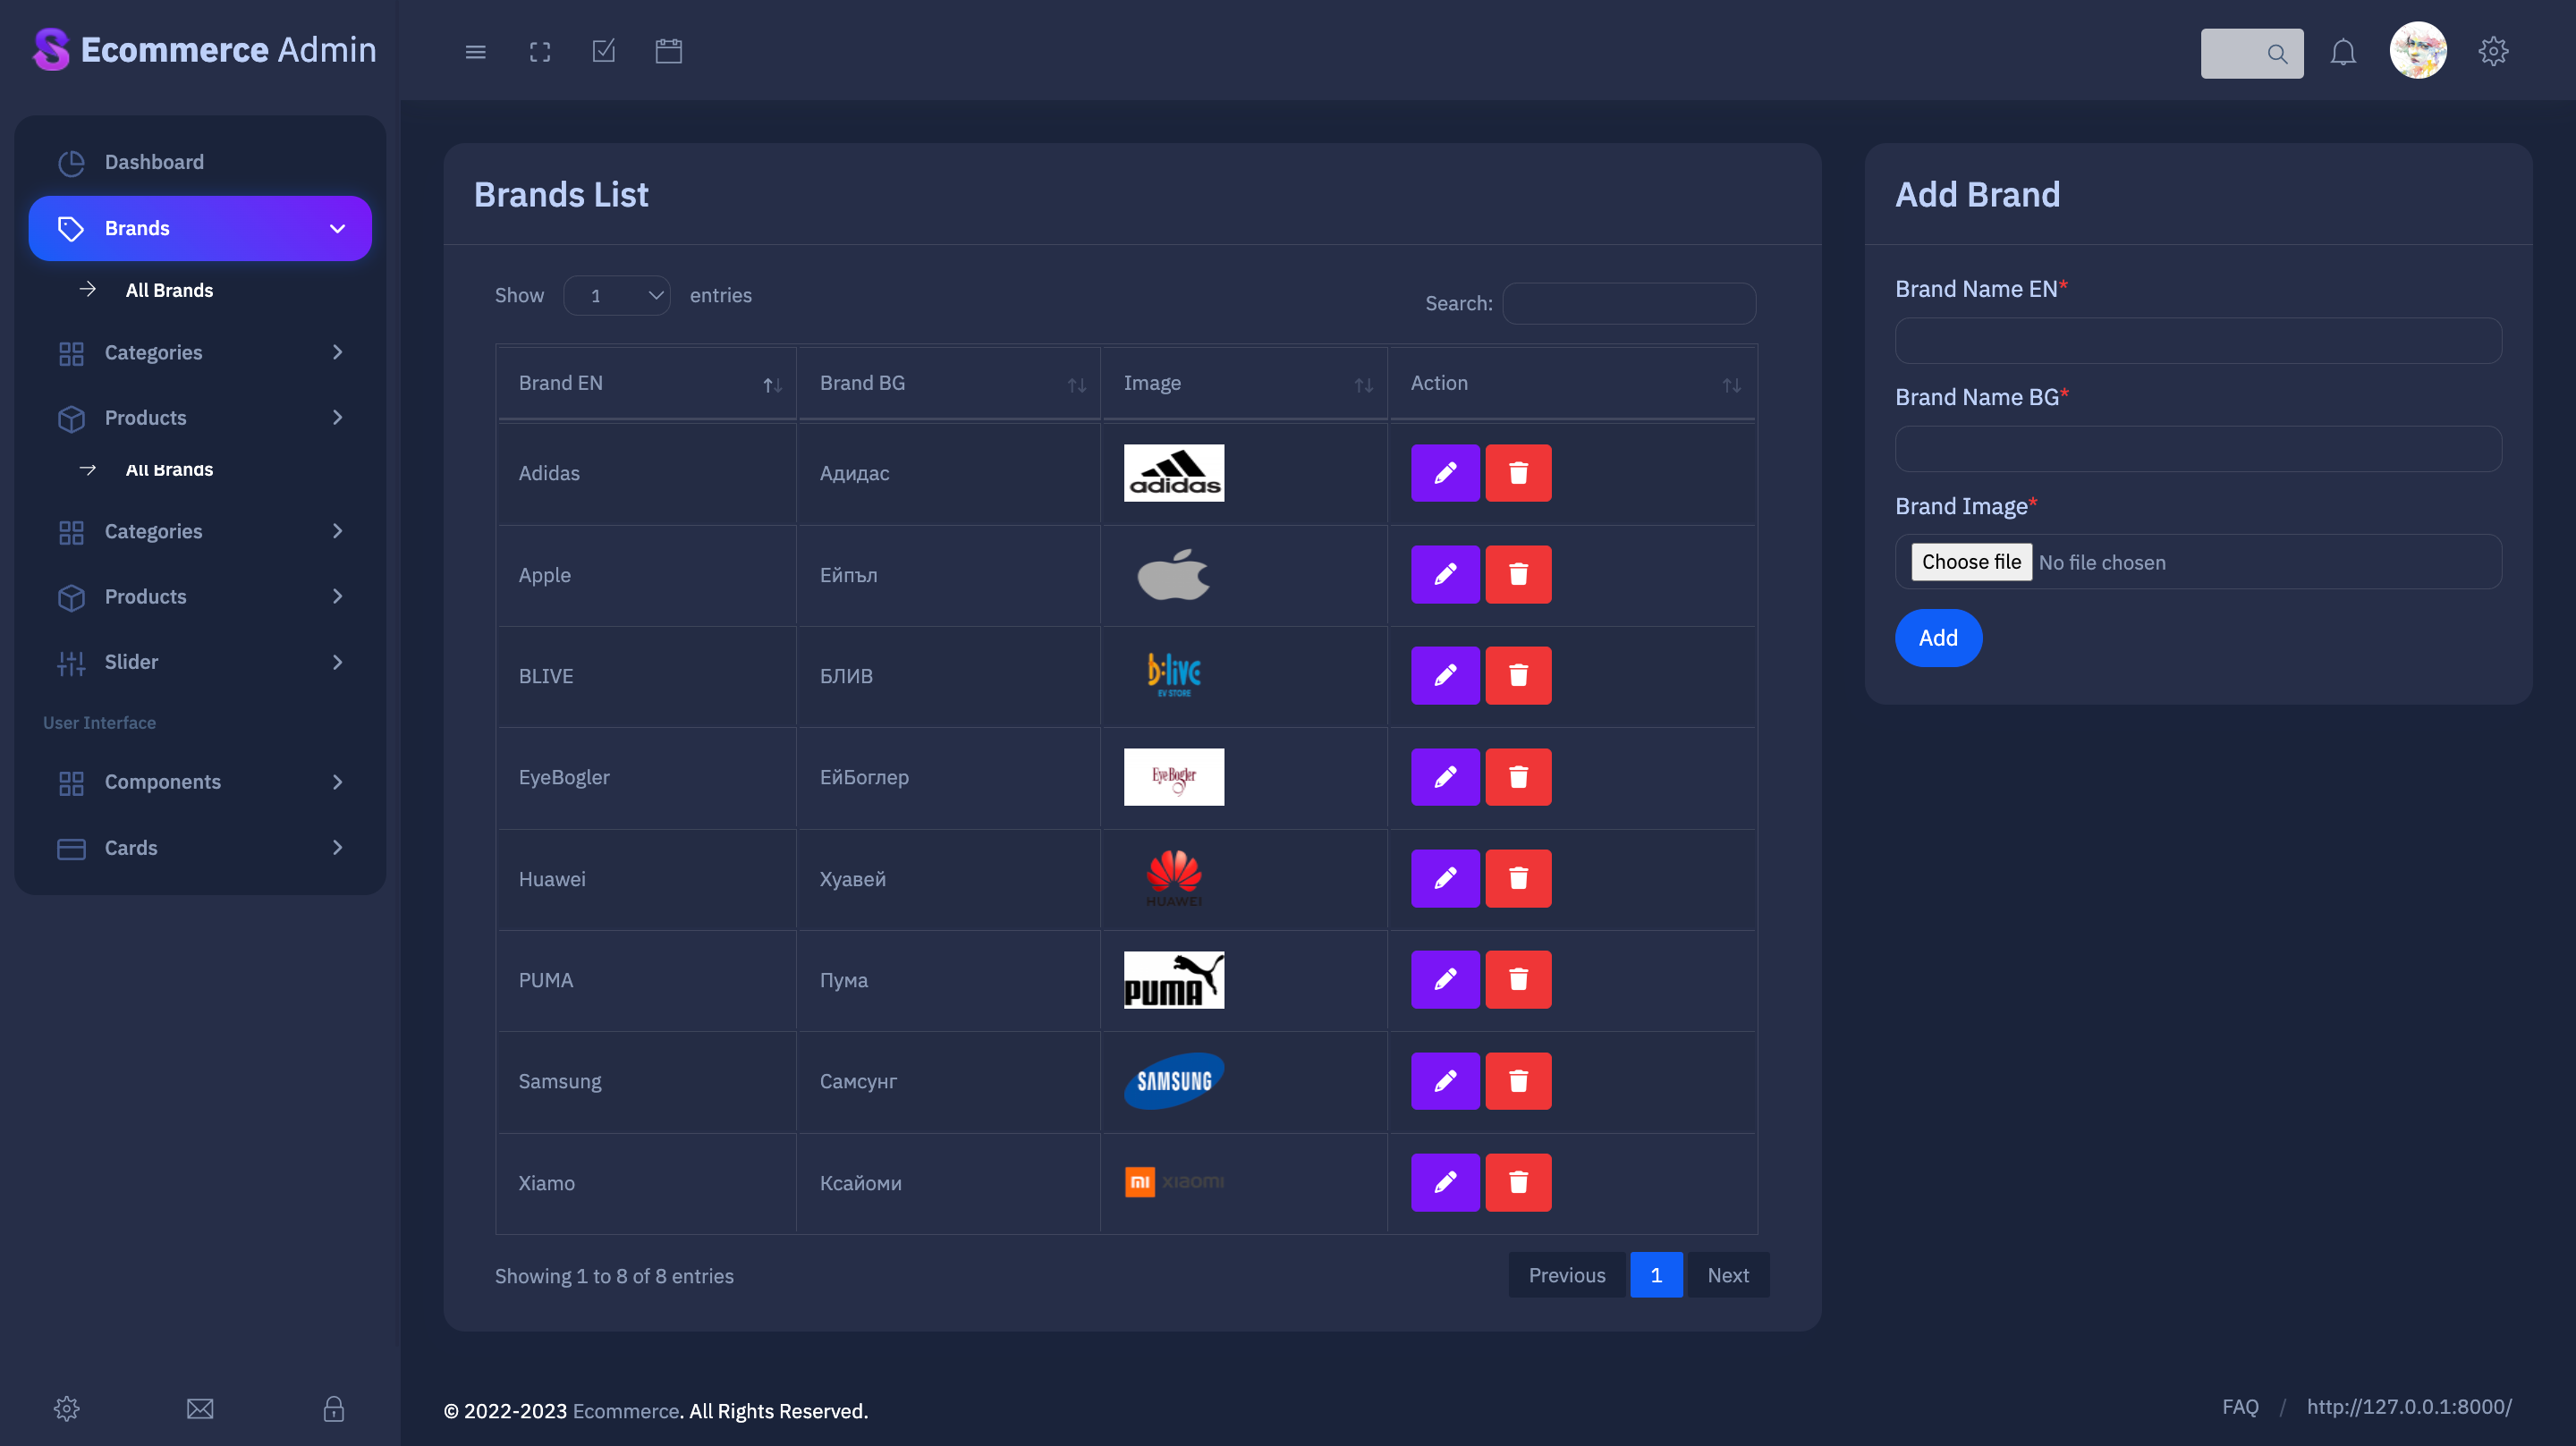 Ecommerce Admin
Dashboard
Brands
All Brands
Categories
Products
All Brands
Categories
Products
Slider
User Interface
Components
Cards
Brands List
Show 1 entries
Search:
Brand EN Brand BG Image Action
Adidas Адидас adidas
Apple Ейпъл
BLIVE БЛИВ b:live
EV STORE
EyeBogler ЕйБоглер EyeBogler
Huawei Хуавей HUAWEI
PUMA Пума PUMA
Samsung Самсунг SAMSUNG
Xiamo Ксайоми mi xiaomi
Showing 1 to 8 of 8 entries
Previous 1 Next
Add Brand
Brand Name EN*
Brand Name BG*
Brand Image*
Choose file No file chosen
Add
© 2022-2023 Ecommerce. All Rights Reserved.
FAQ / http://127.0.0.1:8000/